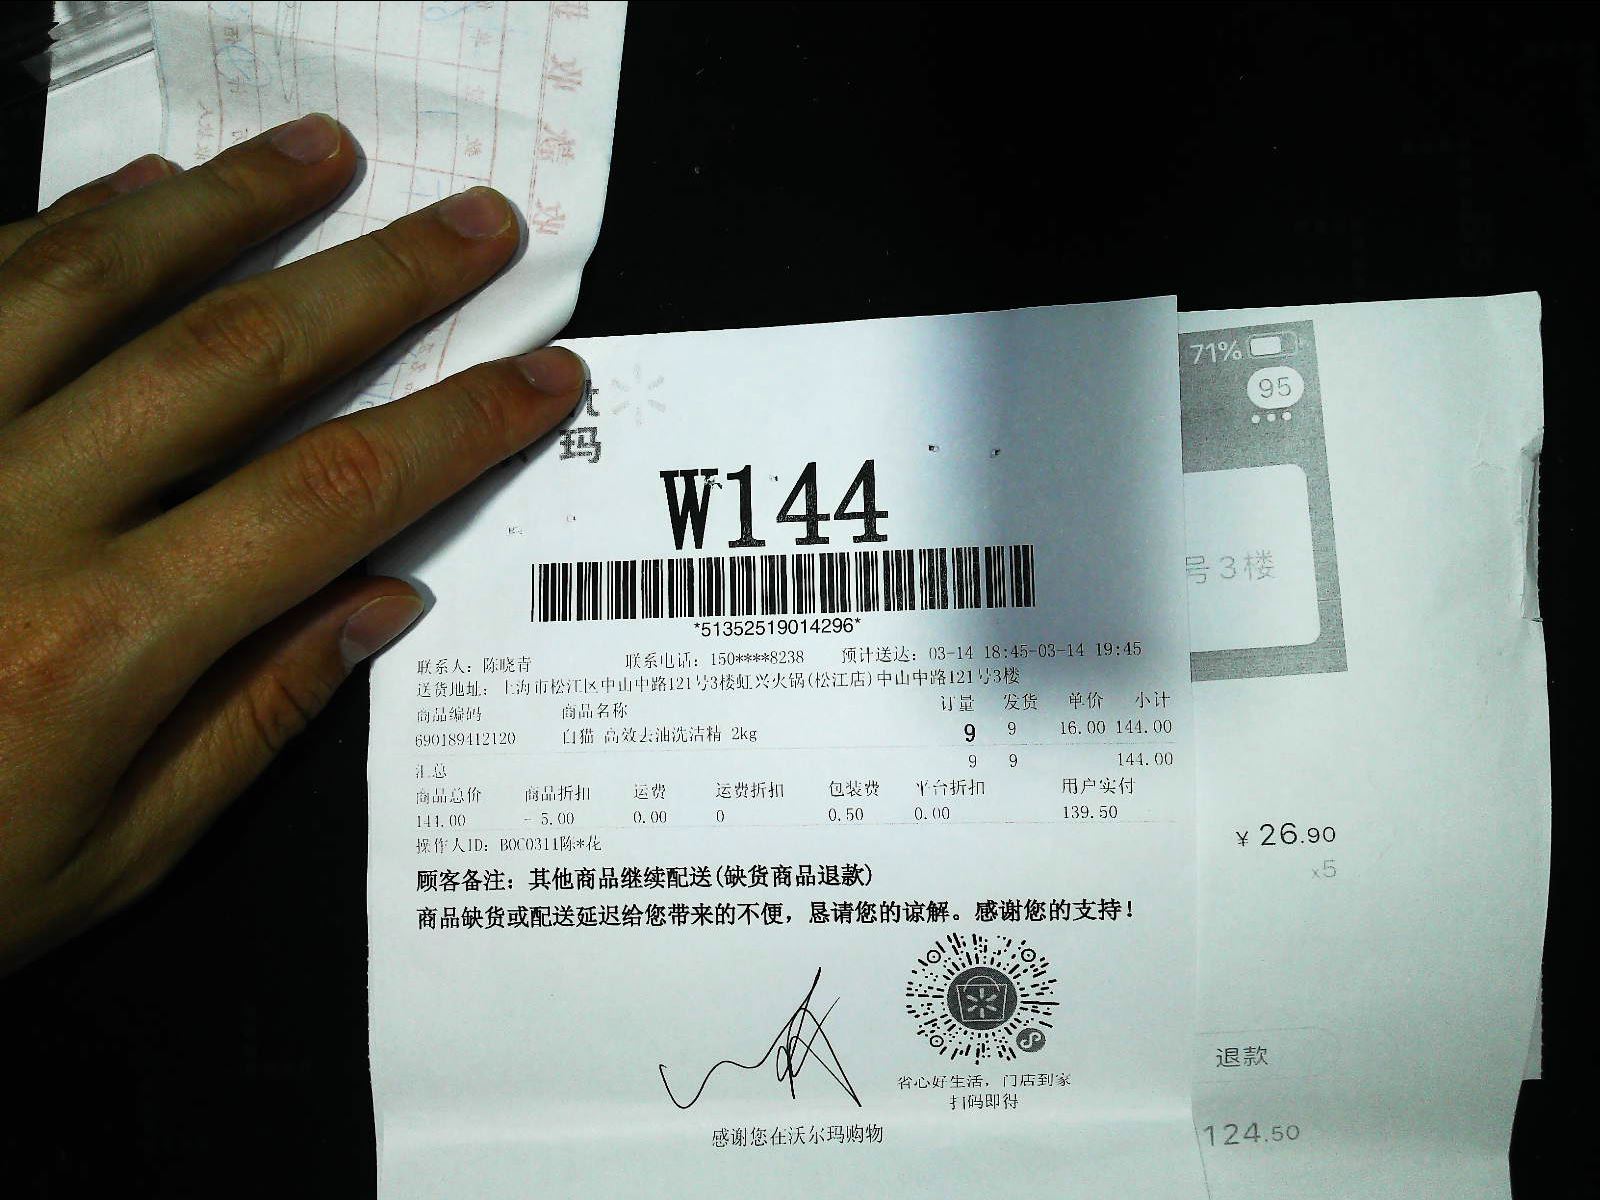 玛
W144
*51352519014296*
联系人: 陈晓青 联系电话: 150****8238 预计送达: 03-14 18:45-03-14 19:45
送货地址: 上海市松江区中山中路121号3楼虹兴火锅(松江店)中山中路121号3楼
商品编码 商品名称 订量 发货 单价 小计
690189412120 白猫 高效去油洗洁精 2kg 9 9 16.00 144.00
汇总 9 9 144.00
商品总价 商品折扣 运费 运费折扣 包装费 平台折扣 用户实付
144.00 - 5.00 0.00 0 0.50 0.00 139.50
操作人ID: B0C0311陈*花
顾客备注: 其他商品继续配送(缺货商品退款)
商品缺货或配送延迟给您带来的不便，恳请您的谅解。感谢您的支持！
省心好生活，门店到家
扫码即得
感谢您在沃尔玛购物
71%
95
号3楼
¥ 26.90
x5
退款
124.50